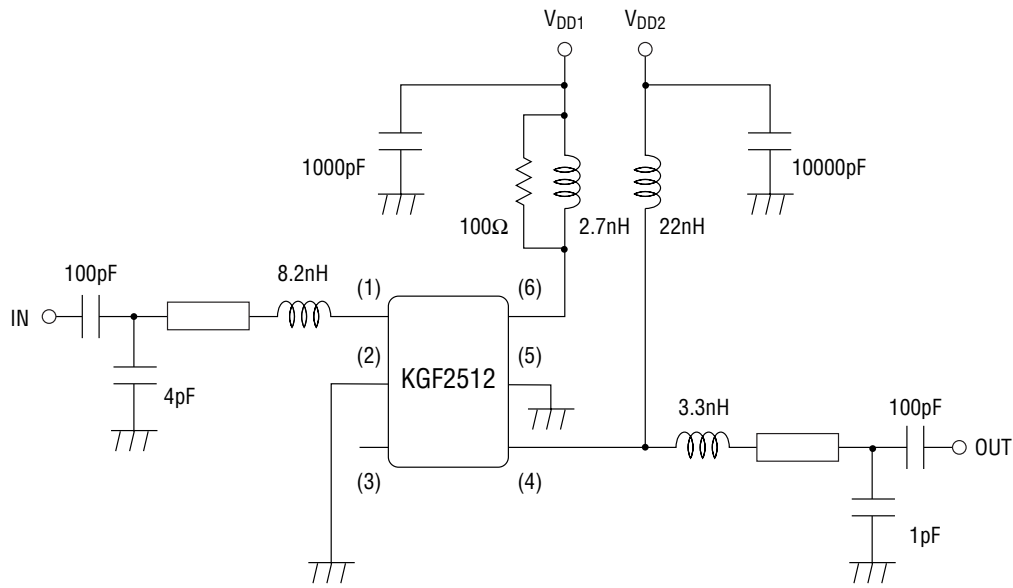 VDD1
VDD2
1000pF
10000pF
100Ω
2.7nH
22nH
100pF
8.2nH
(1)
(6)
IN
(2)
(5)
KGF2512
4pF
3.3nH
100pF
OUT
(3)
(4)
1pF